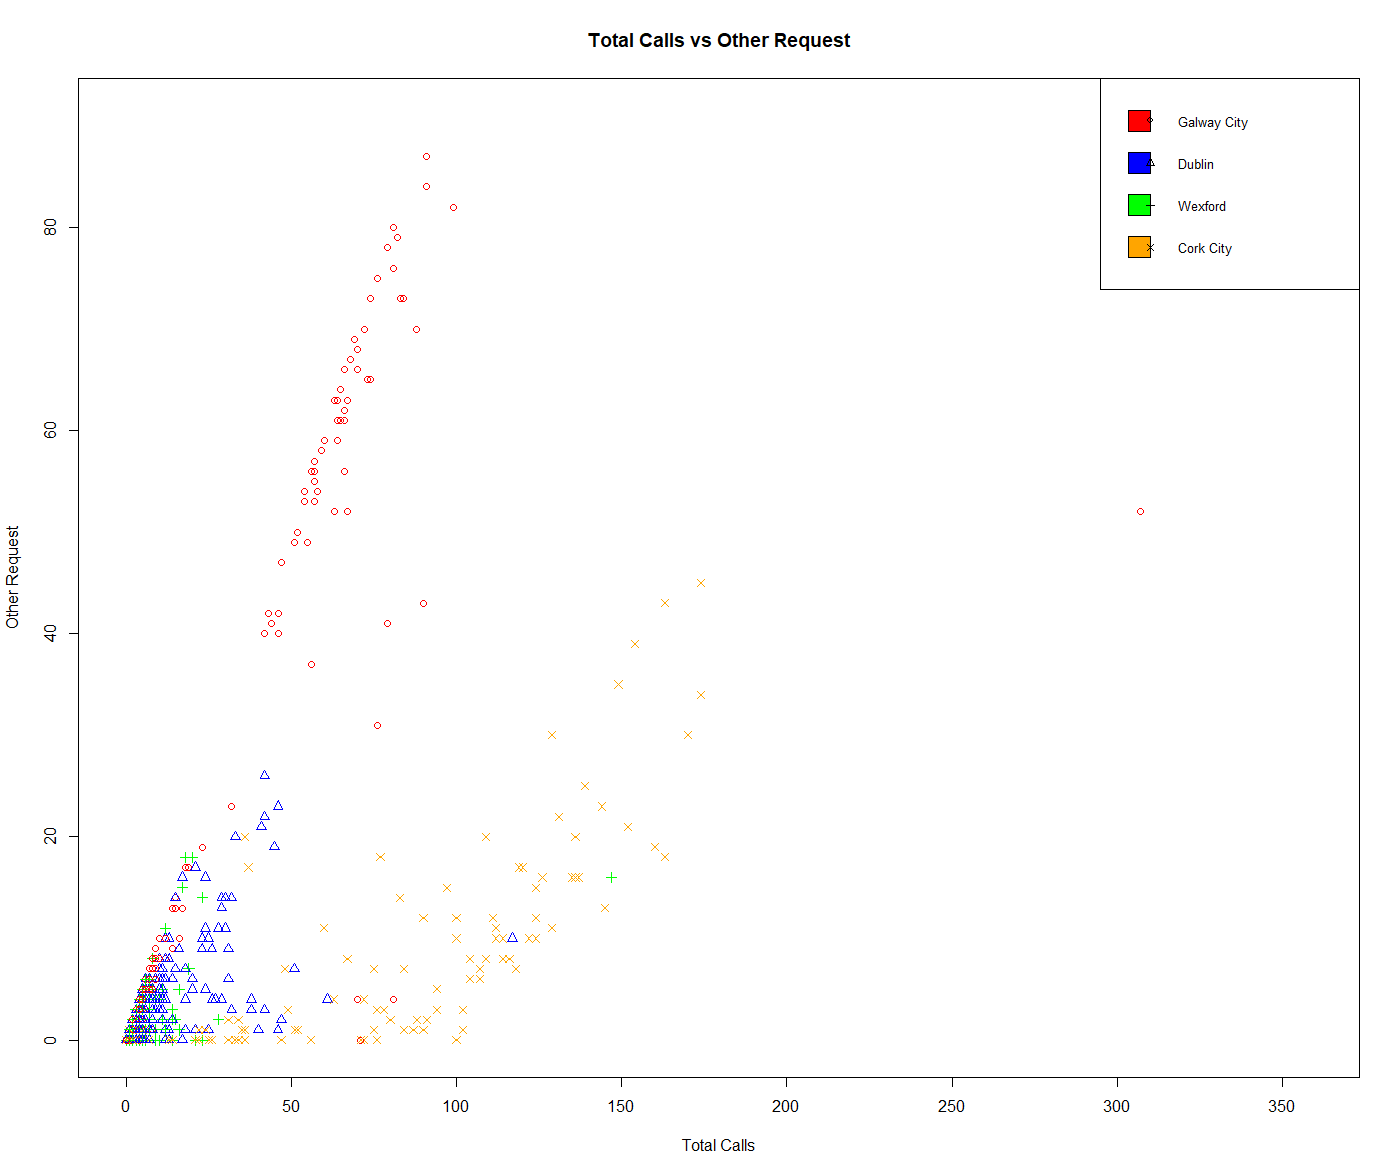 Total Calls vs Other Request
Galway City
Dublin
Wexford
Cork City
80
60
40
20
0
Other Request
0 50 100 150 200 250 300 350
Total Calls